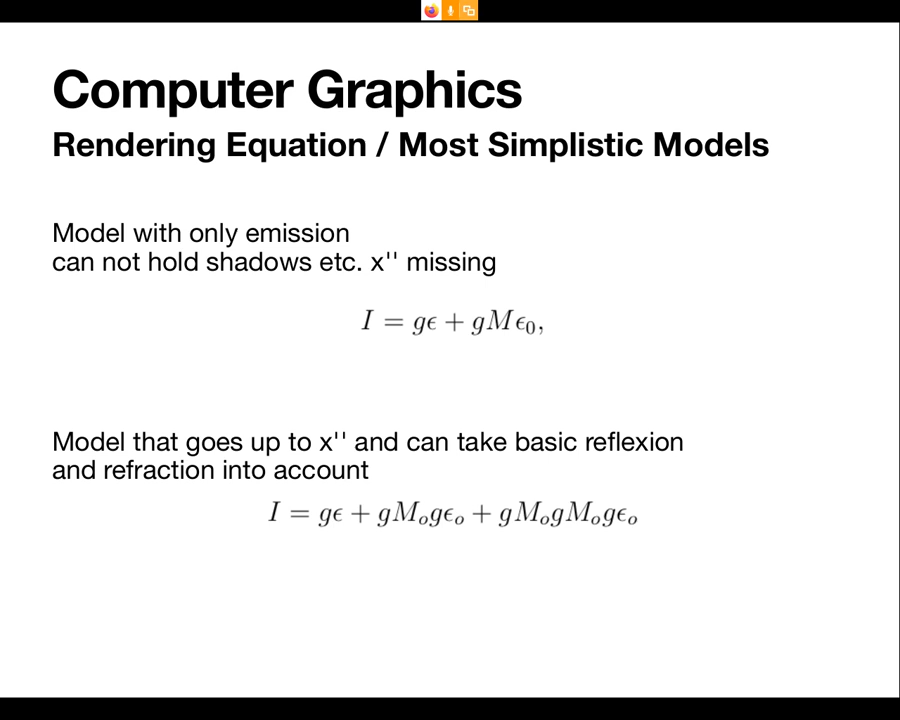 Computer Graphics
Rendering Equation / Most Simplistic Models
Model with only emission
can not hold shadows etc. x'' missing
I = gϵ + gMϵ₀,
Model that goes up to x'' and can take basic reflexion
and refraction into account
I = gϵ + gMₒgϵₒ + gMₒgMₒgϵₒ